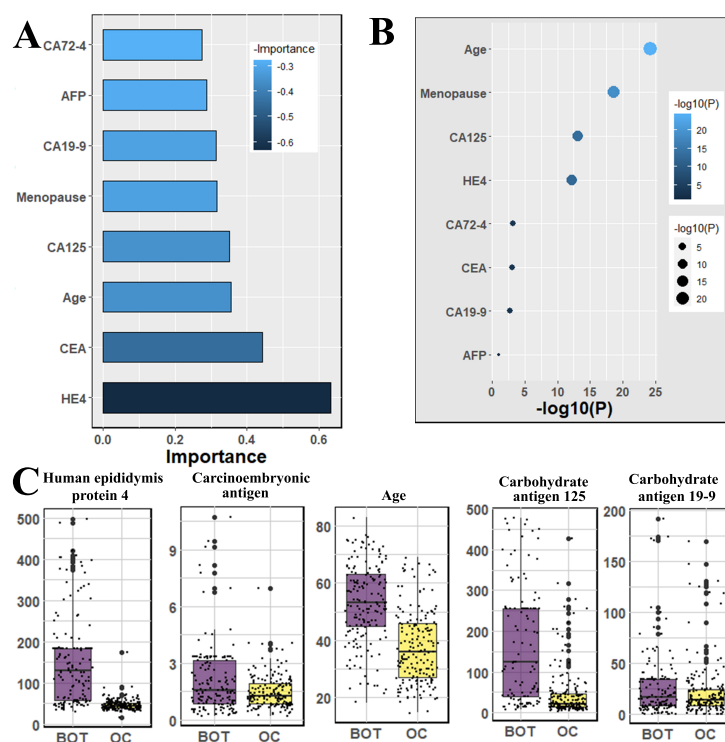 A
CA72-4
AFP
CA19-9
Menopause
CA125
Age
CEA
HE4
0.0 0.2 0.4 0.6
Importance
-Importance
-0.3
-0.4
-0.5
-0.6
B
Age
Menopause
CA125
HE4
CA72-4
CEA
CA19-9
AFP
0 5 10 15 20 25
-log10(P)
-log10(P)
20
15
10
5
-log10(P)
5
10
15
20
C
Human epididymis
protein 4
500
400
300
200
100
0
BOT OC
Carcinoembryonic
antigen
9
6
3
0
BOT OC
Age
80
60
40
20
BOT OC
Carbohydrate
antigen 125
500
400
300
200
100
0
BOT OC
Carbohydrate
antigen 19-9
200
150
100
50
0
BOT OC